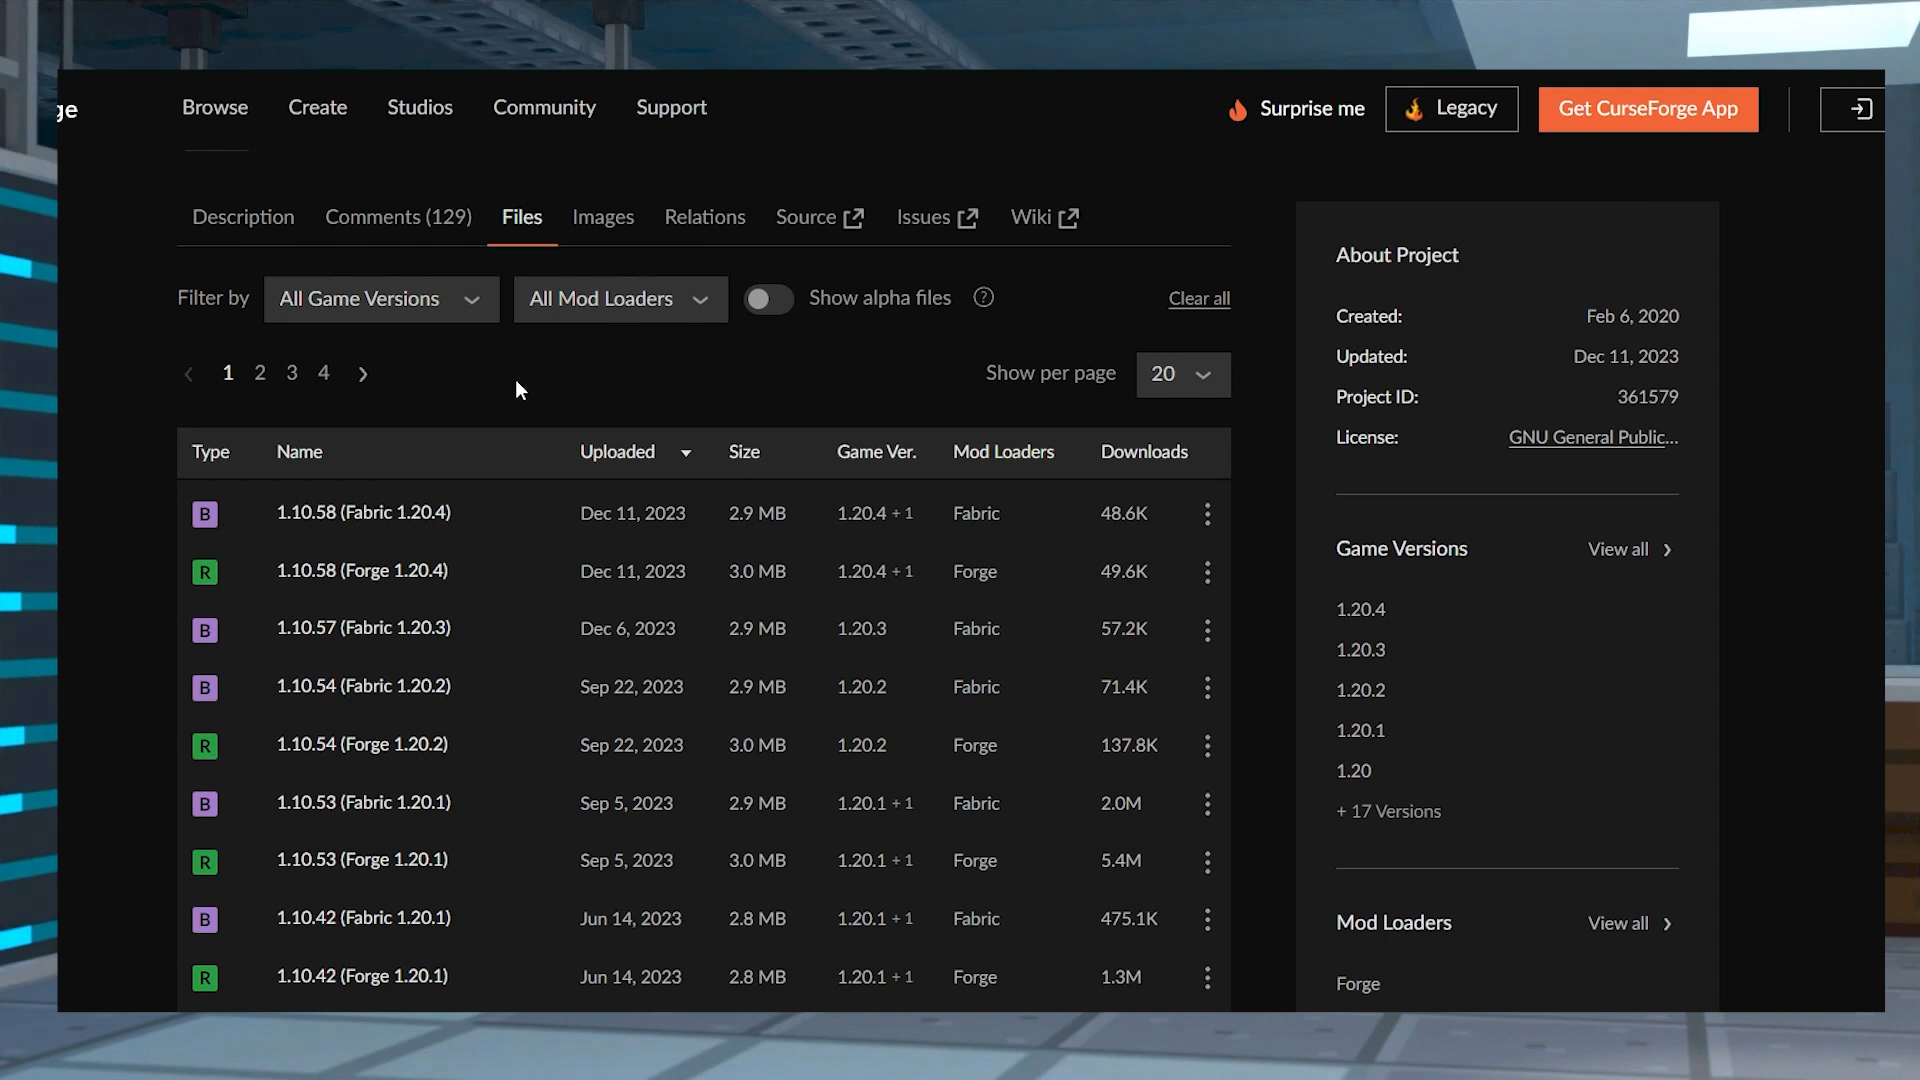 ge Browse Create Studios Community Support Surprise me Legacy Get CurseForge App
Description Comments (129) Files Images Relations Source Issues Wiki
Filter by All Game Versions All Mod Loaders Show alpha files ? Clear all
1 2 3 4 Show per page 20
Type Name Uploaded Size Game Ver. Mod Loaders Downloads
B 1.10.58 (Fabric 1.20.4) Dec 11, 2023 2.9 MB 1.20.4 + 1 Fabric 48.6K
R 1.10.58 (Forge 1.20.4) Dec 11, 2023 3.0 MB 1.20.4 + 1 Forge 49.6K
B 1.10.57 (Fabric 1.20.3) Dec 6, 2023 2.9 MB 1.20.3 Fabric 57.2K
B 1.10.54 (Fabric 1.20.2) Sep 22, 2023 2.9 MB 1.20.2 Fabric 71.4K
R 1.10.54 (Forge 1.20.2) Sep 22, 2023 3.0 MB 1.20.2 Forge 137.8K
B 1.10.53 (Fabric 1.20.1) Sep 5, 2023 2.9 MB 1.20.1 + 1 Fabric 2.0M
R 1.10.53 (Forge 1.20.1) Sep 5, 2023 3.0 MB 1.20.1 + 1 Forge 5.4M
B 1.10.42 (Fabric 1.20.1) Jun 14, 2023 2.8 MB 1.20.1 + 1 Fabric 475.1K
R 1.10.42 (Forge 1.20.1) Jun 14, 2023 2.8 MB 1.20.1 + 1 Forge 1.3M
About Project
Created: Feb 6, 2020
Updated: Dec 11, 2023
Project ID: 361579
License: GNU General Public...
Game Versions View all
1.20.4
1.20.3
1.20.2
1.20.1
1.20
+ 17 Versions
Mod Loaders View all
Forge